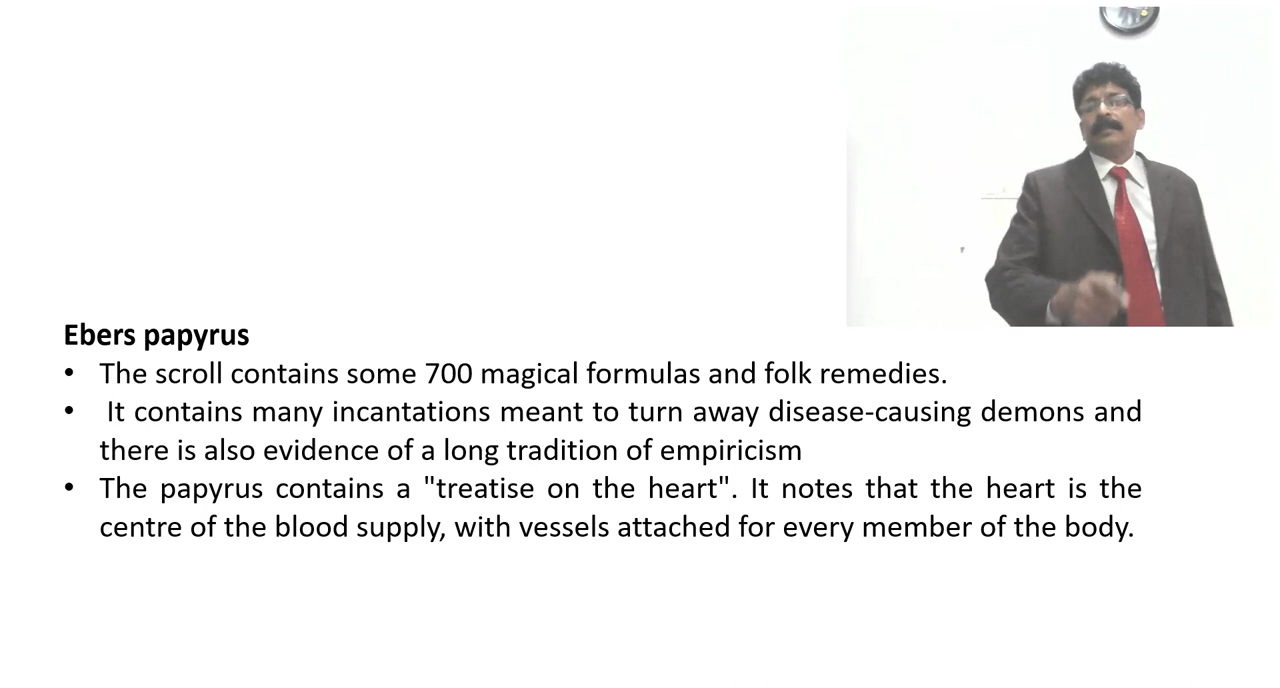 Ebers papyrus
• The scroll contains some 700 magical formulas and folk remedies.
• It contains many incantations meant to turn away disease-causing demons and
there is also evidence of a long tradition of empiricism
• The papyrus contains a "treatise on the heart". It notes that the heart is the
centre of the blood supply, with vessels attached for every member of the body.